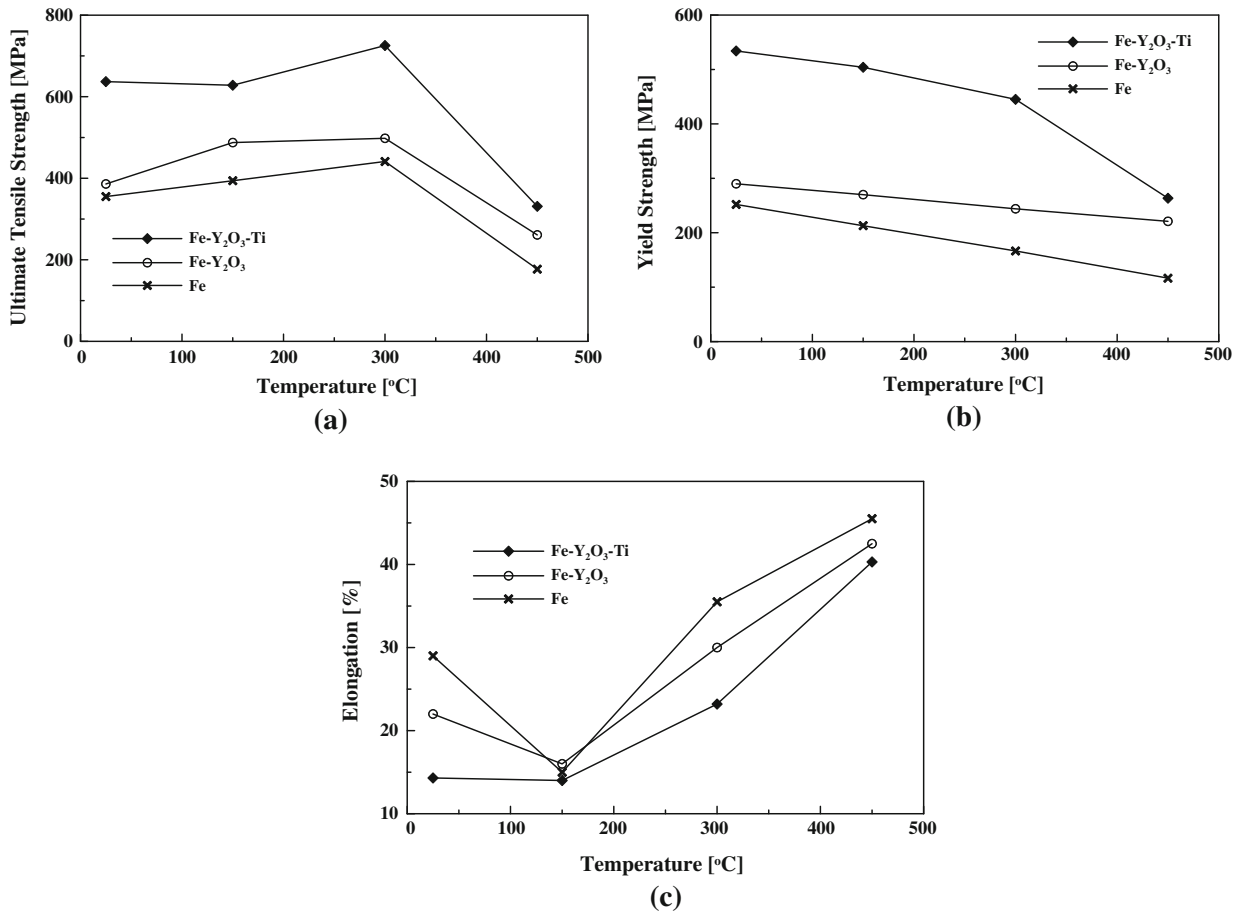 800
600
400
200
0
Ultimate Tensile Strength [MPa]
Fe-Y₂O₃-Ti
Fe-Y₂O₃
Fe
0 100 200 300 400 500
Temperature [°C]
(a)
600
400
200
0
Yield Strength [MPa]
Fe-Y₂O₃-Ti
Fe-Y₂O₃
Fe
0 100 200 300 400 500
Temperature [°C]
(b)
50
40
30
20
10
Elongation [%]
Fe-Y₂O₃-Ti
Fe-Y₂O₃
Fe
0 100 200 300 400 500
Temperature [°C]
(c)